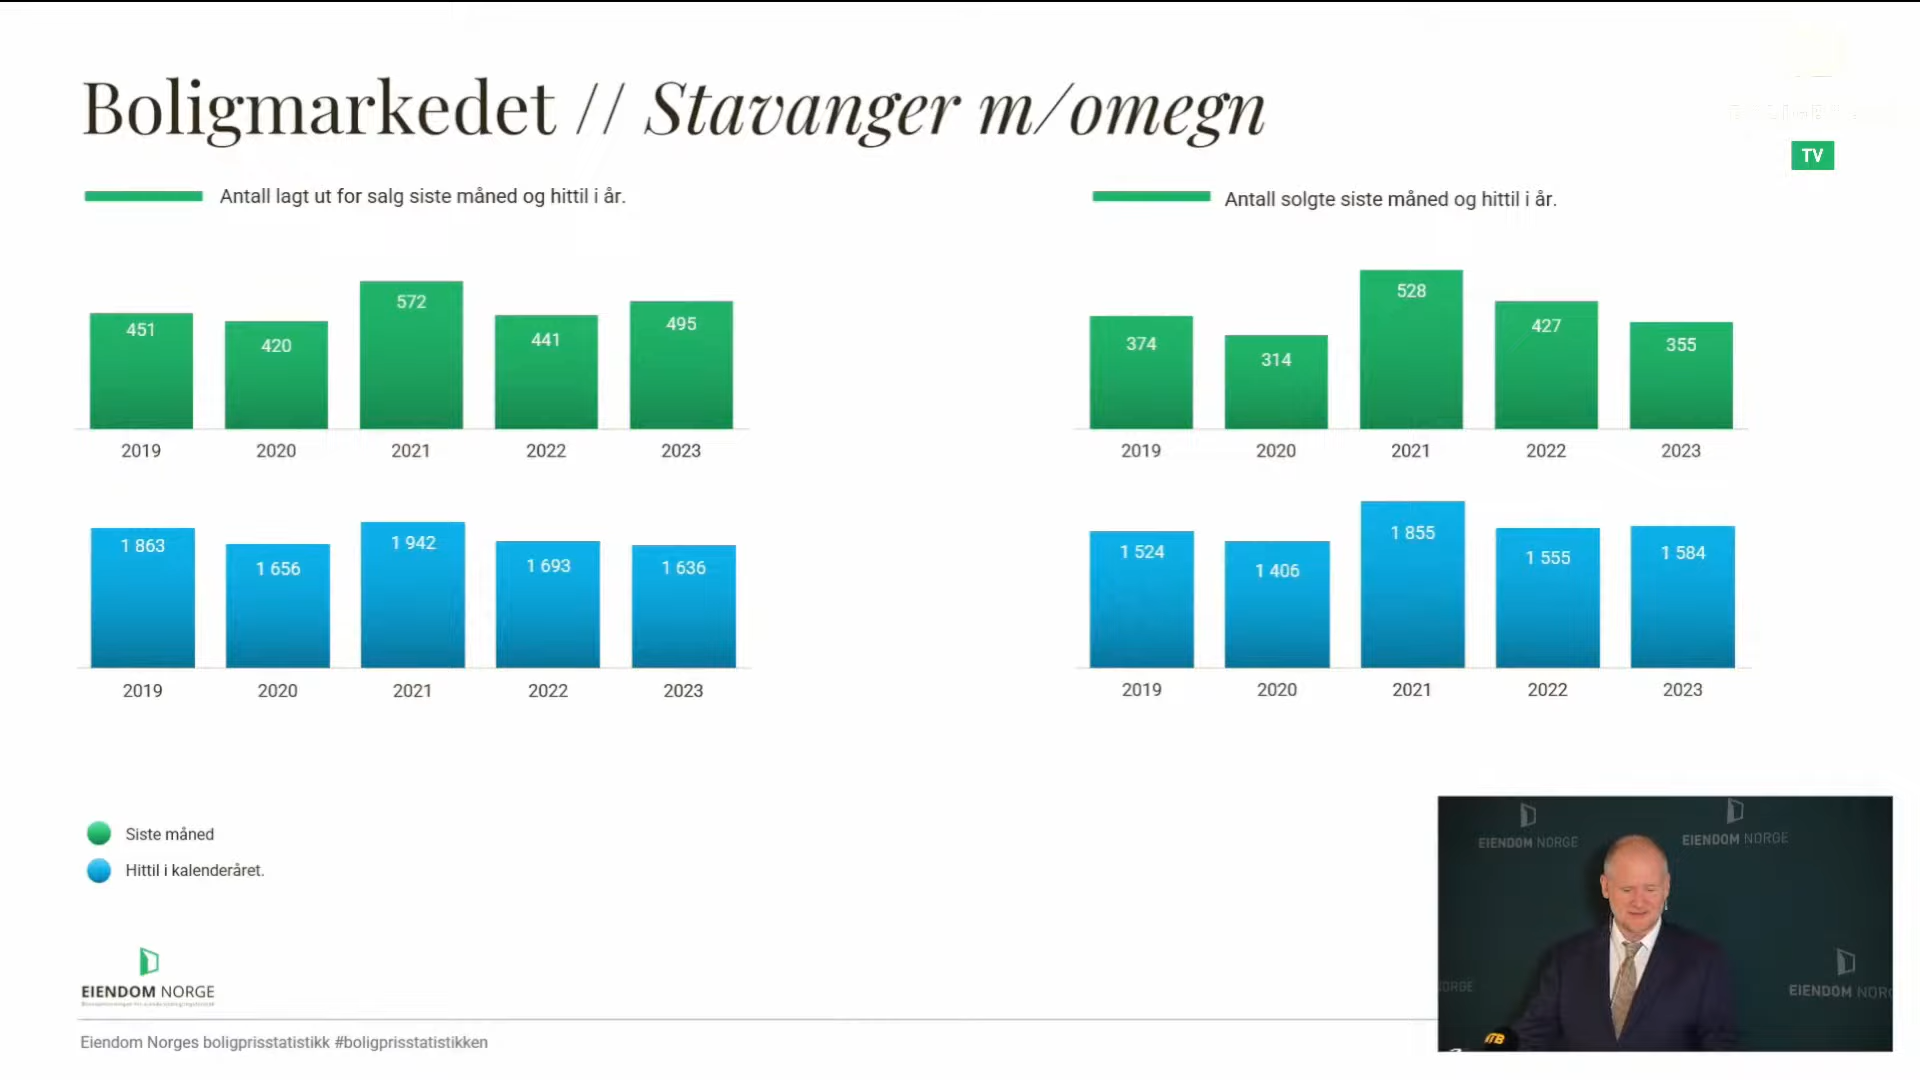 Boligmarkedet // Stavanger m/omegn
TV
Antall lagt ut for salg siste måned og hittil i år.
451 420 572 441 495
2019 2020 2021 2022 2023
1 863 1 656 1 942 1 693 1 636
2019 2020 2021 2022 2023
Antall solgte siste måned og hittil i år.
374 314 528 427 355
2019 2020 2021 2022 2023
1 524 1 406 1 855 1 555 1 584
2019 2020 2021 2022 2023
Siste måned
Hittil i kalenderåret.
EIENDOM NORGE
Eiendom Norges boligprisstatistikk #boligprisstatistikken
EIENDOM NORGE
EIENDOM NORGE
ORGE
EIENDOM NOR